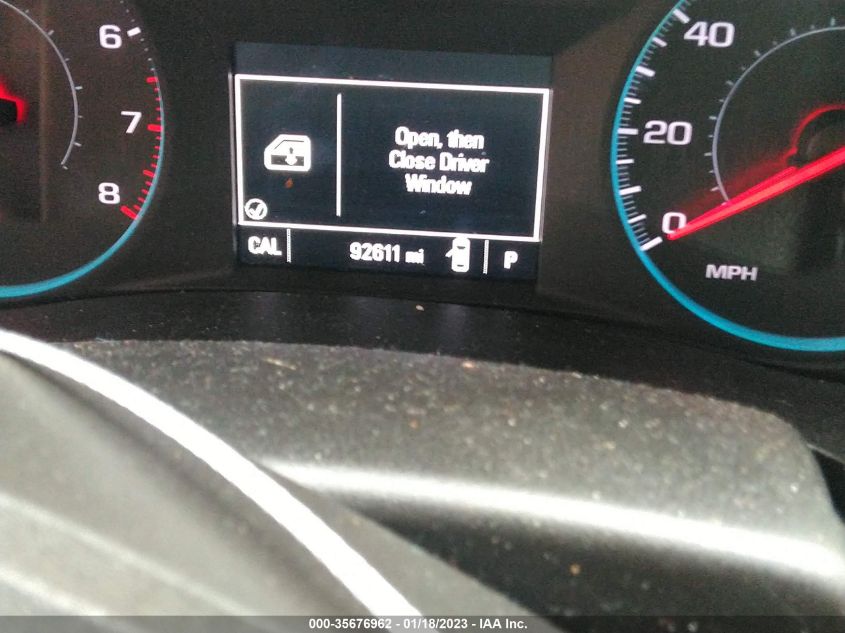 6
7
8
Open, then
Close Driver
Window
CAL 92611 mi P
40
20
0
MPH
000-35676962 - 01/18/2023 - IAA Inc.